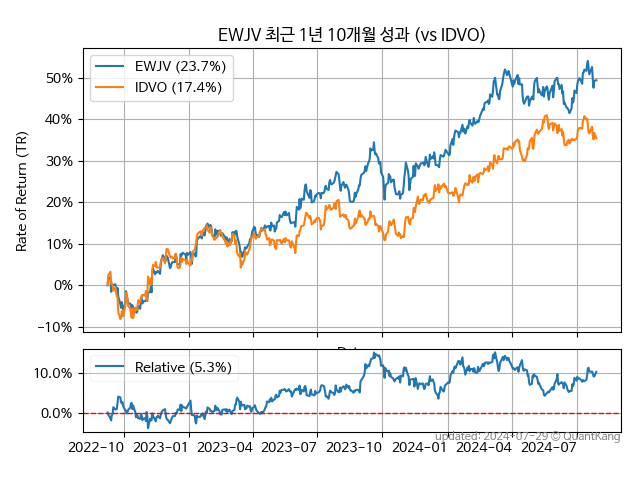 EWJV 최근 1년 10개월 성과 (vs IDVO)
EWJV (23.7%)
IDVO (17.4%)
Rate of Return (TR)
50%
40%
30%
20%
10%
0%
−10%
Relative (5.3%)
10.0%
0.0%
2022−10 2023−01 2023−04 2023−07 2023−10 2024−01 2024−04 2024−07
updated: 2024-07-29 © QuantKang